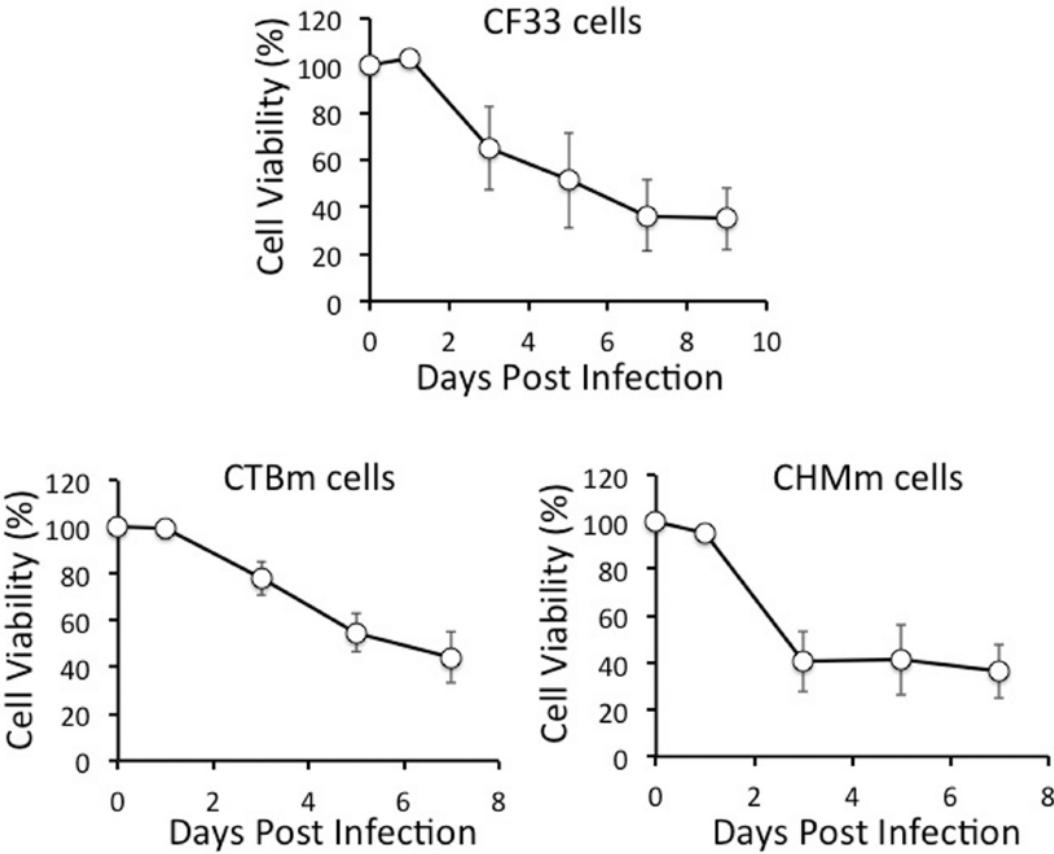 CF33 cells
Cell Viability (%)
120
100
80
60
40
20
0
0 2 4 6 8 10
Days Post Infection
CTBm cells
Cell Viability (%)
120
100
80
60
40
20
0
0 2 4 6 8
Days Post Infection
CHMm cells
Cell Viability (%)
120
100
80
60
40
20
0
0 2 4 6 8
Days Post Infection